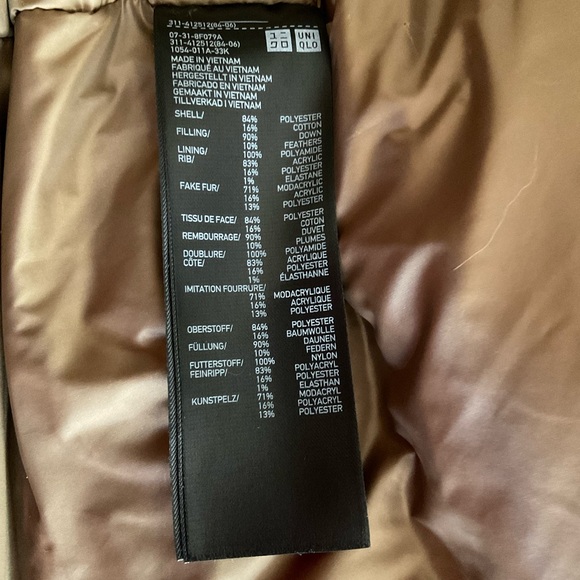 311-412512(84-06)
07-31-8F079A
311-412512(84-06)
1054-011A-33K
ユニ
クロ
UNI
QLO
MADE IN VIETNAM
FABRIQUÉ AU VIETNAM
HERGESTELLT IN VIETNAM
FABRICADO EN VIETNAM
GEMAAKT IN VIETNAM
TILLVERKAD I VIETNAM
SHELL/ 84% POLYESTER
16% COTTON
FILLING/ 90% DOWN
10% FEATHERS
LINING/ 100% POLYAMIDE
RIB/ 83% ACRYLIC
16% POLYESTER
1% ELASTANE
FAKE FUR/ 71% MODACRYLIC
16% ACRYLIC
13% POLYESTER
TISSU DE FACE/ 84% POLYESTER
16% COTON
REMBOURRAGE/ 90% DUVET
10% PLUMES
DOUBLURE/ 100% POLYAMIDE
CÔTE/ 83% ACRYLIQUE
16% POLYESTER
1% ÉLASTHANNE
IMITATION FOURRURE/
71% MODACRYLIQUE
16% ACRYLIQUE
13% POLYESTER
OBERSTOFF/ 84% POLYESTER
16% BAUMWOLLE
FÜLLUNG/ 90% DAUNEN
10% FEDERN
FUTTERSTOFF/ 100% NYLON
FEINRIPP/ 83% POLYACRYL
16% POLYESTER
1% ELASTHAN
KUNSTPELZ/ 71% MODACRYL
16% POLYACRYL
13% POLYESTER